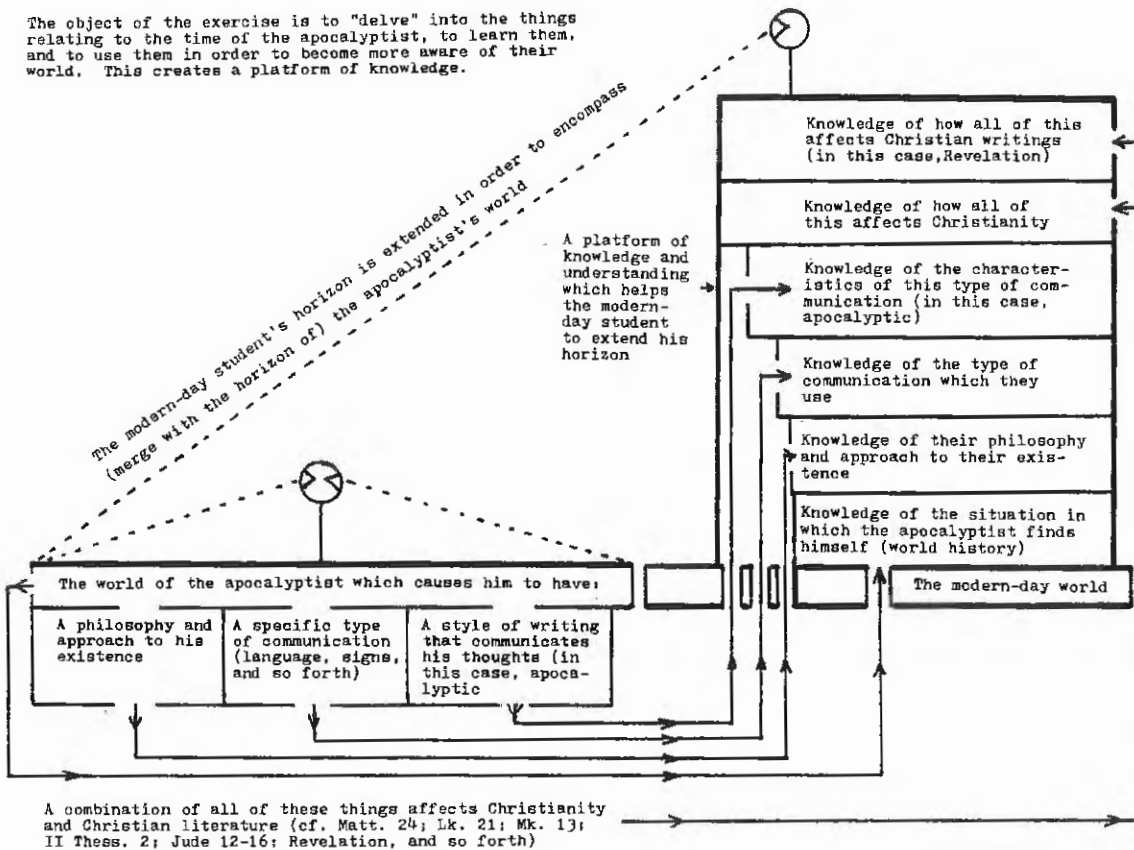 The object of the exercise is to "delve" into the things
relating to the time of the apocalyptist, to learn them,
and to use them in order to become more aware of their
world. This creates a platform of knowledge.
The modern-day student's horizon is extended in order to encompass
(merge with the horizon of) the apocalyptist's world
Knowledge of how all of this
affects Christian writings
(in this case,Revelation)
Knowledge of how all of
this affects Christianity
A platform of
knowledge and
understanding
which helps
the modern-
day student
to extend his
horizon
Knowledge of the character-
istics of this type of com-
munication (in this case,
apocalyptic)
Knowledge of the type of
communication which they
use
Knowledge of their philosophy
and approach to their exis-
tence
Knowledge of the situation in
which the apocalyptist finds
himself (world history)
The world of the apocalyptist which causes him to have:
The modern-day world
A philosophy and
approach to his
existence
A specific type
of communication
(language, signs,
and so forth)
A style of writing
that communicates
his thoughts (in
this case, apoca-
lyptic
A combination of all of these things affects Christianity
and Christian literature (cf. Matt. 24; Lk. 21; Mk. 13;
II Thess. 2; Jude 12-16; Revelation, and so forth)